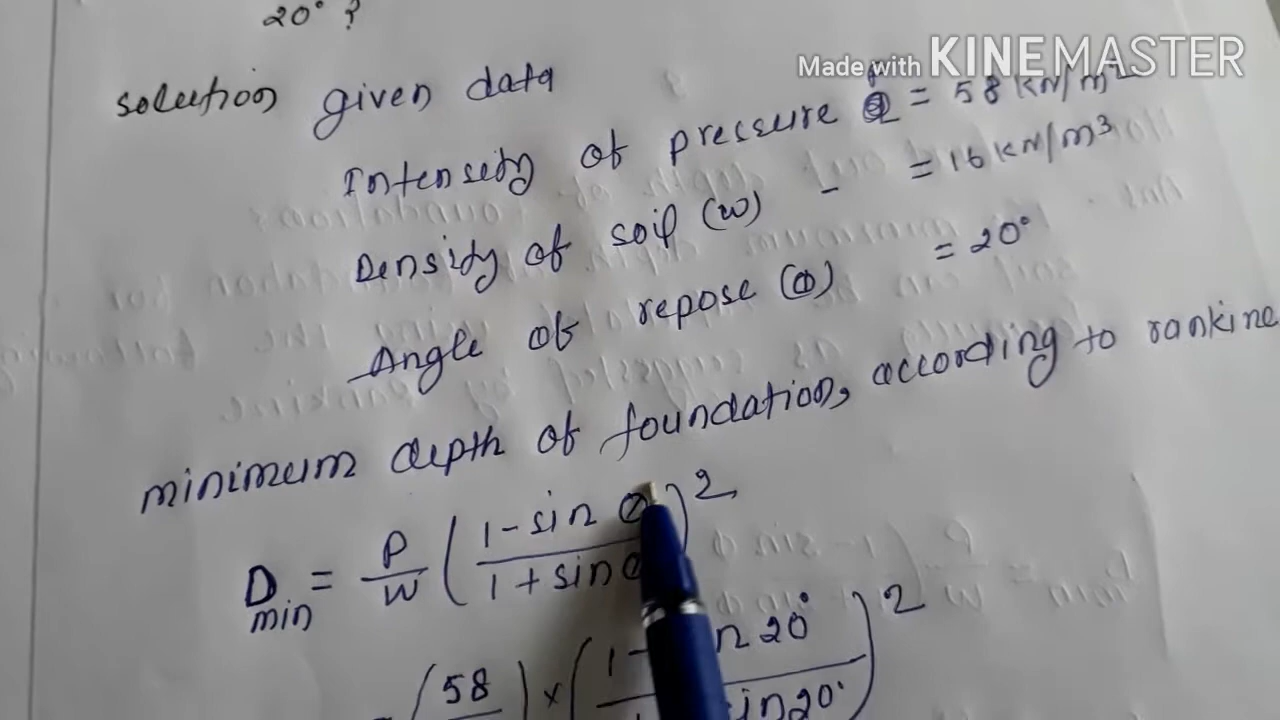 20° ?
Made with KINEMASTER
solution given data
Intensity of pressure P = 58 KN/m²
Density of soil (w) - = 16 KN/m³
Angle of repose (Φ) = 20°
minimum depth of foundation, according to rankine
Dmin = P/W (1 - sin Φ / 1 + sin Φ)²
58 × (1 - 20° / sin20°)²